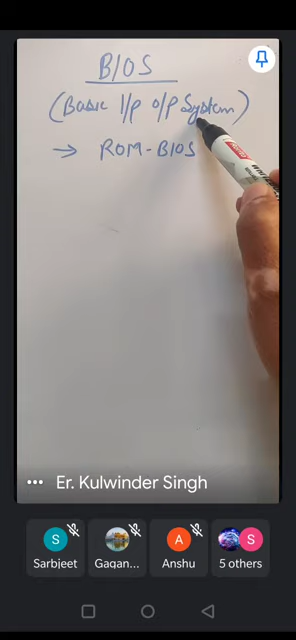 BIOS
(Basic I/p o/p System)
→ ROM-BIOS
Er. Kulwinder Singh
S
A
S
Sarbjeet
Gagan...
Anshu
5 others